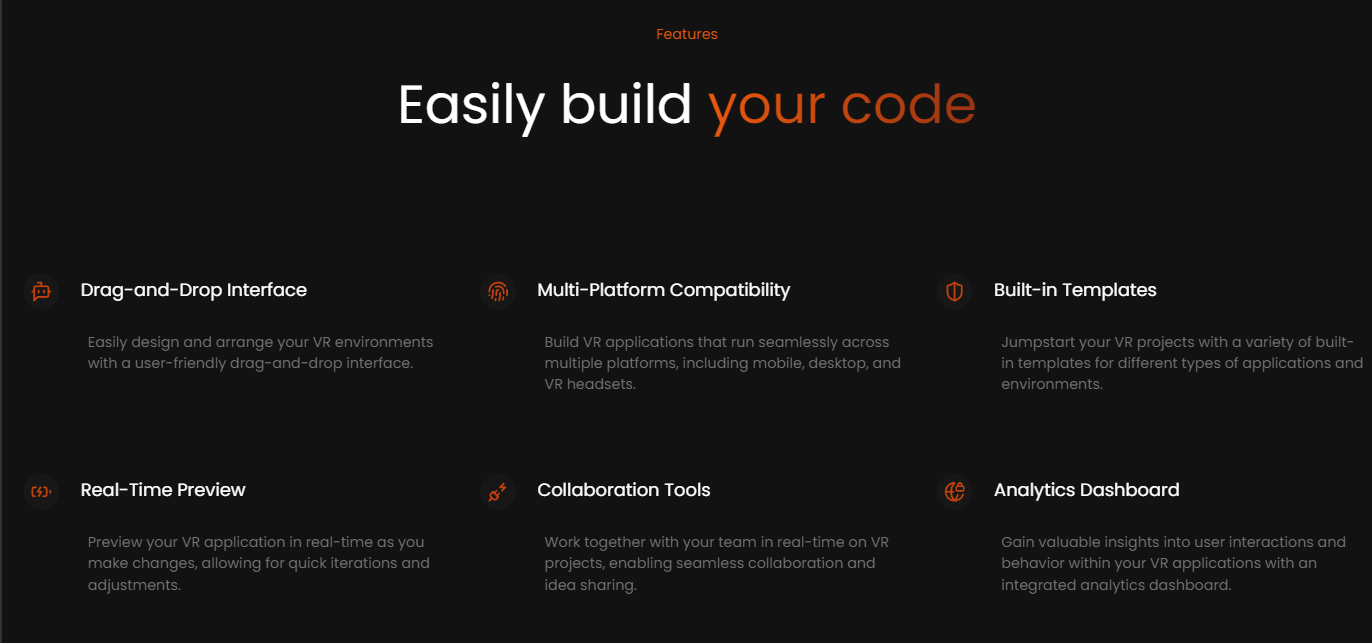 Features
Easily build your code
Drag-and-Drop Interface
Easily design and arrange your VR environments
with a user-friendly drag-and-drop interface.
Multi-Platform Compatibility
Build VR applications that run seamlessly across
multiple platforms, including mobile, desktop, and
VR headsets.
Built-in Templates
Jumpstart your VR projects with a variety of built-
in templates for different types of applications and
environments.
Real-Time Preview
Preview your VR application in real-time as you
make changes, allowing for quick iterations and
adjustments.
Collaboration Tools
Work together with your team in real-time on VR
projects, enabling seamless collaboration and
idea sharing.
Analytics Dashboard
Gain valuable insights into user interactions and
behavior within your VR applications with an
integrated analytics dashboard.